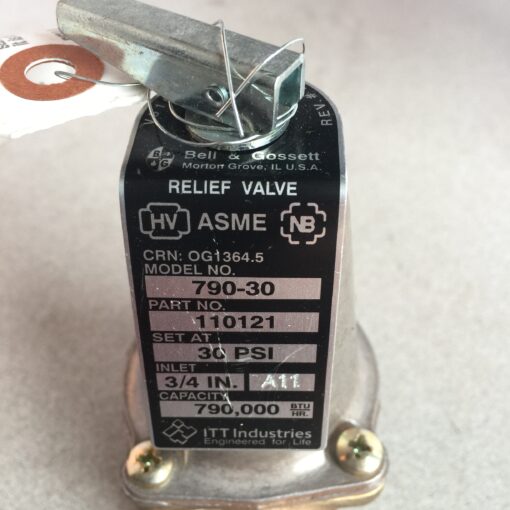 REV.
B&G Bell & Gossett
Morton Grove, IL U.S.A.
RELIEF VALVE
HV ASME NB
CRN: OG1364.5
MODEL NO.
790-30
PART NO.
110121
SET AT
30 PSI
INLET
3/4 IN. A11
CAPACITY
790,000 BTU HR.
ITT Industries
Engineered for Life